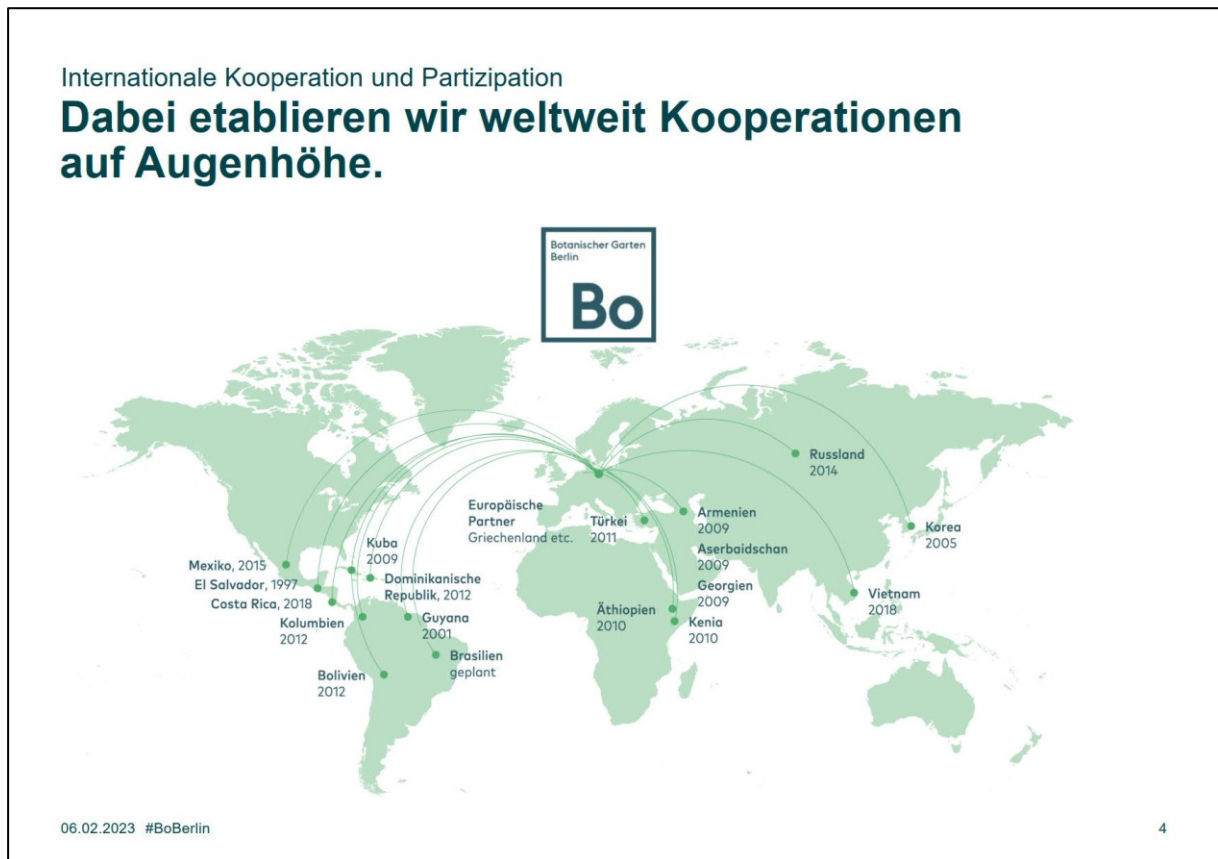 Internationale Kooperation und Partizipation
Dabei etablieren wir weltweit Kooperationen
auf Augenhöhe.
Botanischer Garten
Berlin
Bo
Russland
2014
Europäische
Partner
Griechenland etc.
Türkei
2011
Armenien
2009
Korea
2005
Kuba
2009
Aserbaidschan
2009
Mexiko, 2015
El Salvador, 1997
Costa Rica, 2018
Dominikanische
Republik, 2012
Georgien
2009
Vietnam
2018
Kolumbien
2012
Guyana
2001
Äthiopien
2010
Kenia
2010
Brasilien
geplant
Bolivien
2012
06.02.2023 #BoBerlin
4